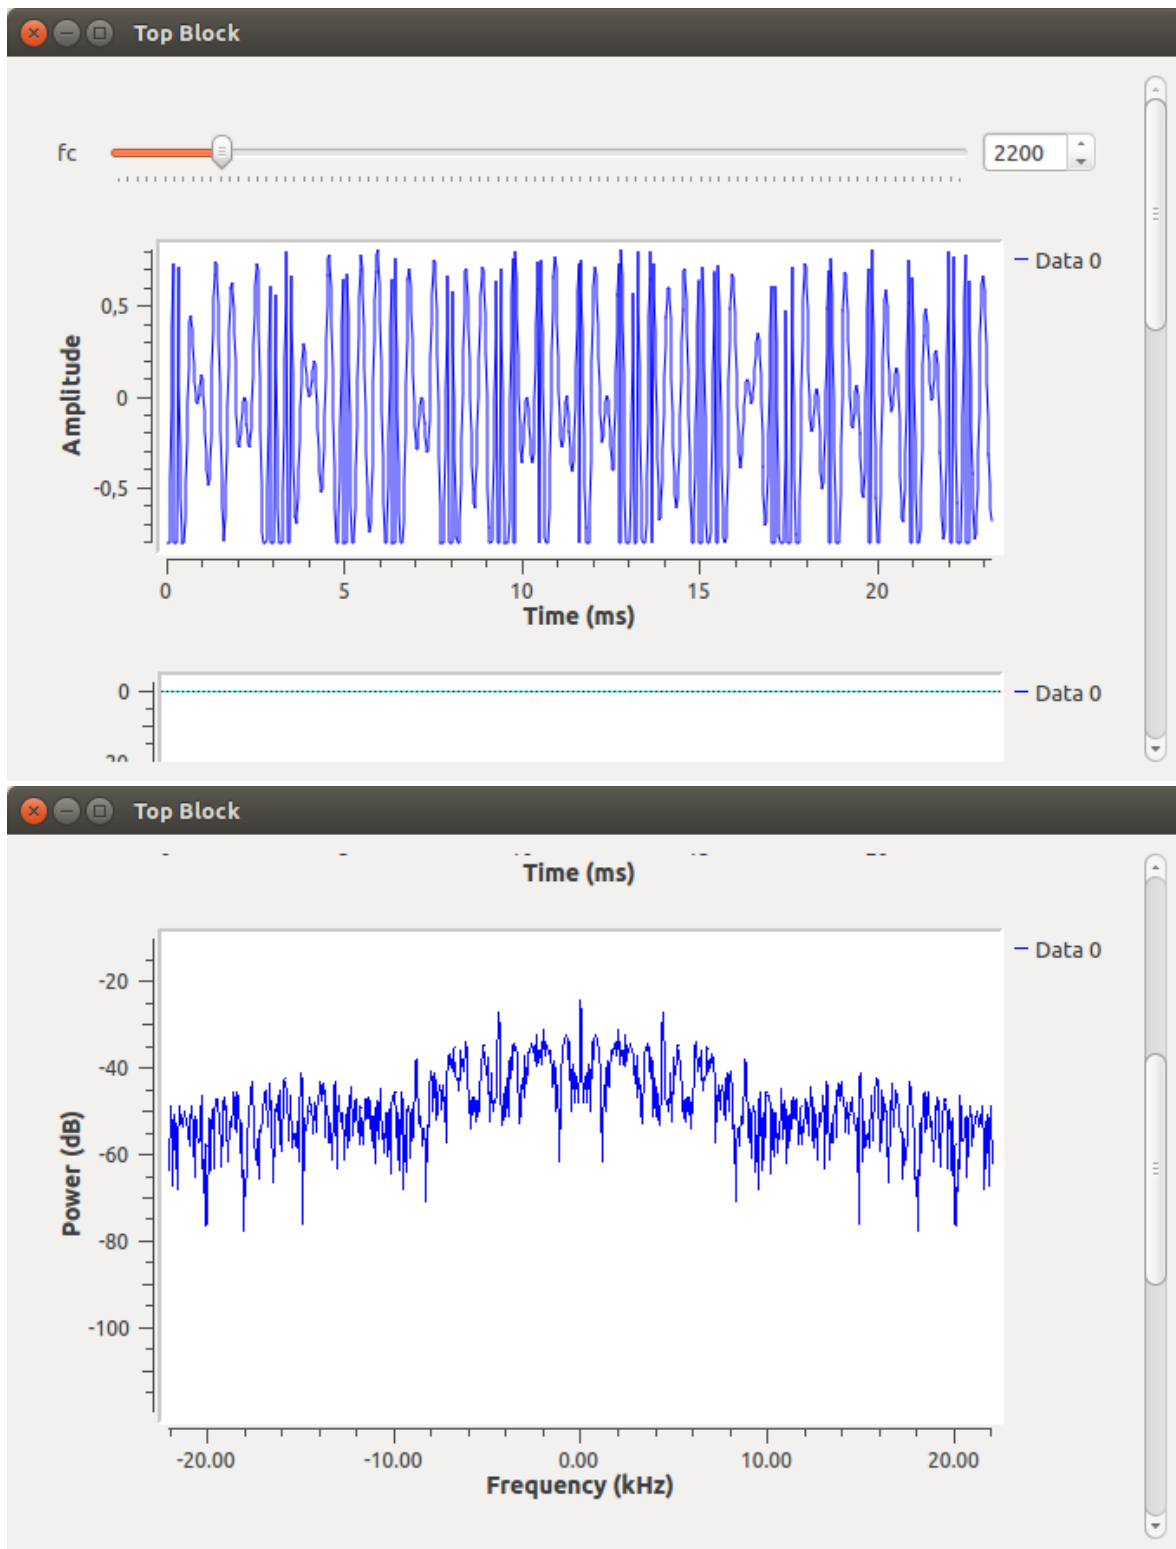 Top Block
fc
2200
Data 0
0,5
0
-0,5
Amplitude
0 5 10 15 20
Time (ms)
0
Data 0
Top Block
Time (ms)
Data 0
-20
-40
-60
-80
-100
Power (dB)
-20.00 -10.00 0.00 10.00 20.00
Frequency (kHz)